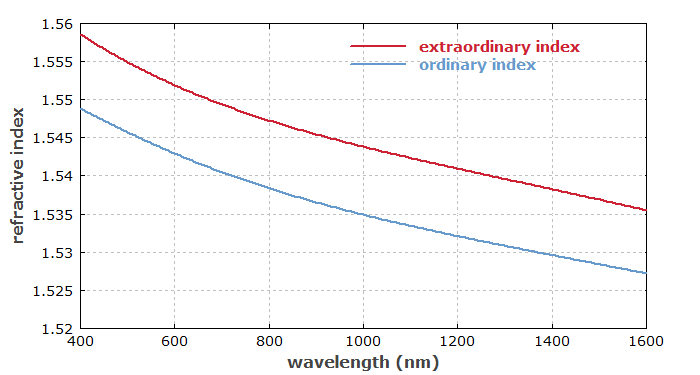 1.56
1.555
1.55
1.545
1.54
1.535
1.53
1.525
1.52
refractive index
extraordinary index
ordinary index
400 600 800 1000 1200 1400 1600
wavelength (nm)